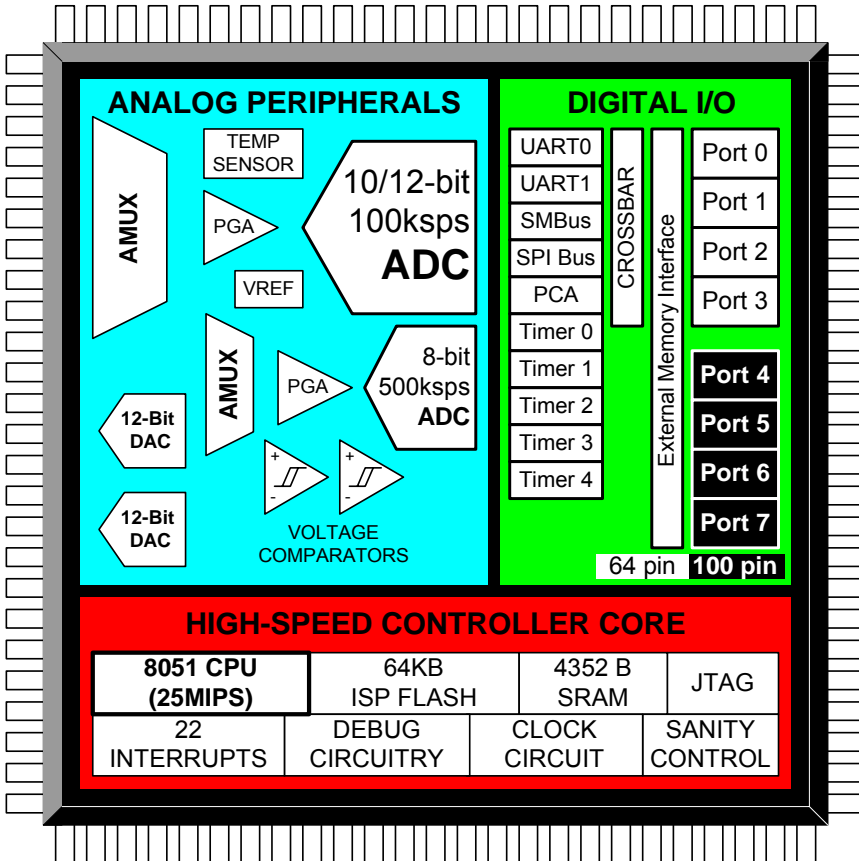 ANALOG PERIPHERALS
AMUX
TEMP
SENSOR
PGA
VREF
10/12-bit
100ksps
ADC
AMUX
PGA
8-bit
500ksps
ADC
12-Bit
DAC
12-Bit
DAC
+
-
+
-
VOLTAGE
COMPARATORS
DIGITAL I/O
UART0
UART1
SMBus
SPI Bus
PCA
Timer 0
Timer 1
Timer 2
Timer 3
Timer 4
CROSSBAR
External Memory Interface
Port 0
Port 1
Port 2
Port 3
Port 4
Port 5
Port 6
Port 7
64 pin 100 pin
HIGH-SPEED CONTROLLER CORE
8051 CPU
(25MIPS)
64KB
ISP FLASH
4352 B
SRAM
JTAG
22
INTERRUPTS
DEBUG
CIRCUITRY
CLOCK
CIRCUIT
SANITY
CONTROL